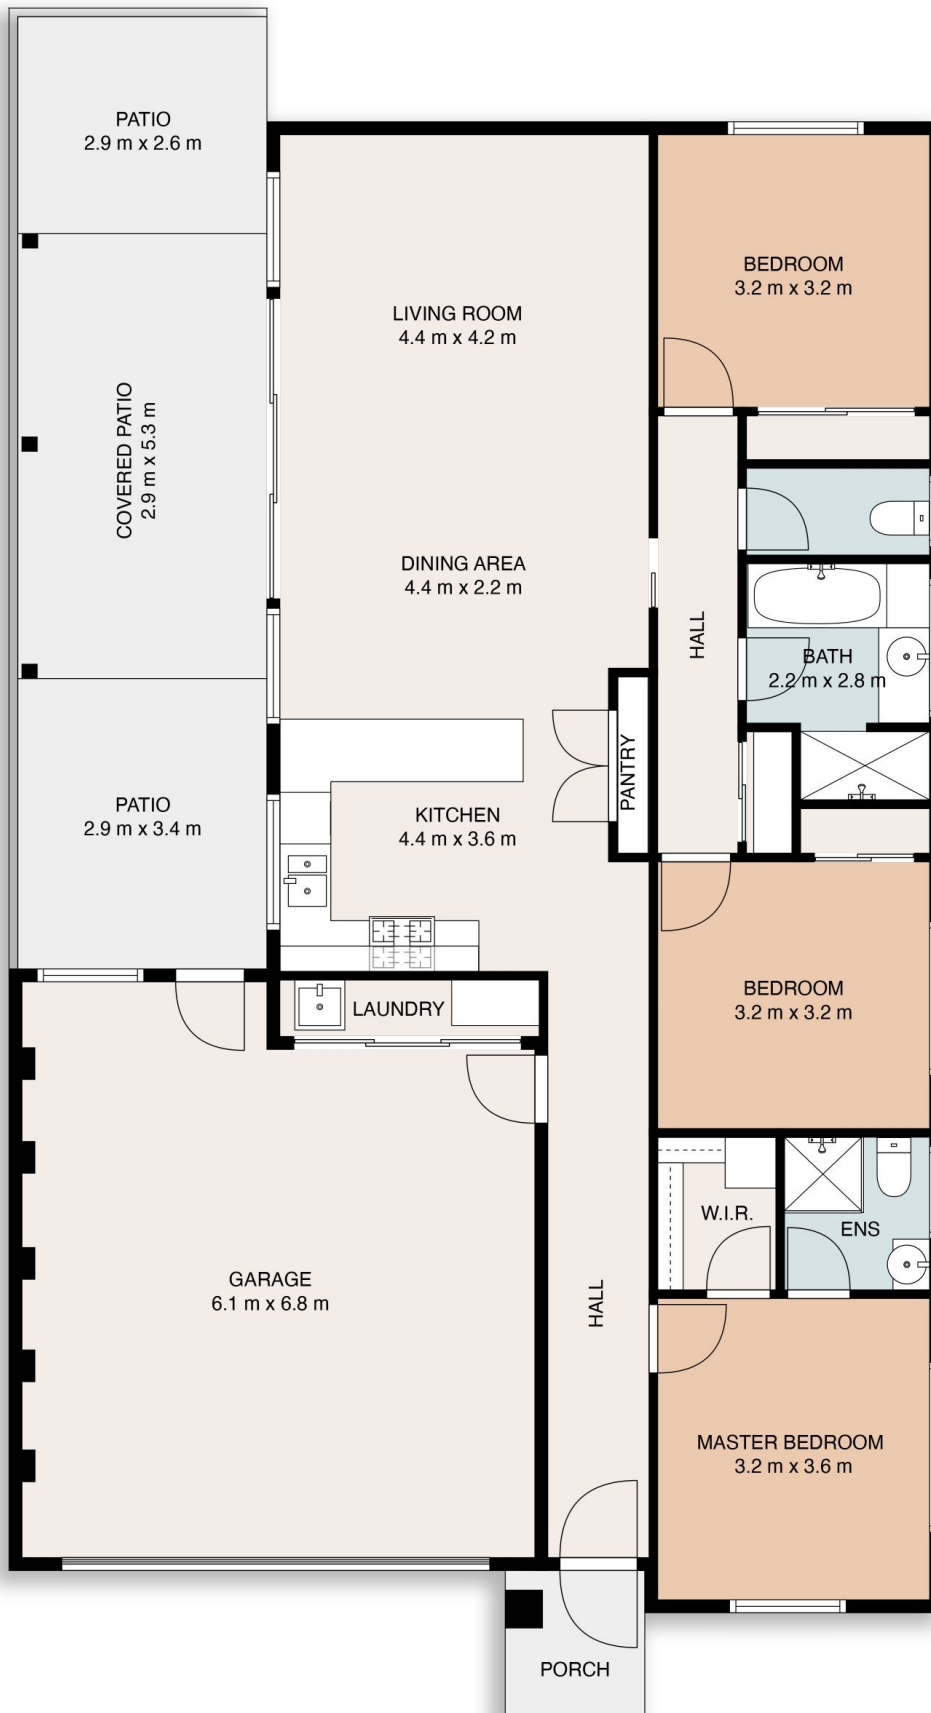 PATIO
2.9 m x 2.6 m
BEDROOM
3.2 m x 3.2 m
LIVING ROOM
4.4 m x 4.2 m
COVERED PATIO
2.9 m x 5.3 m
DINING AREA
4.4 m x 2.2 m
HALL
BATH
2.2 m x 2.8 m
PANTRY
PATIO
2.9 m x 3.4 m
KITCHEN
4.4 m x 3.6 m
BEDROOM
3.2 m x 3.2 m
LAUNDRY
W.I.R.
ENS
GARAGE
6.1 m x 6.8 m
HALL
MASTER BEDROOM
3.2 m x 3.6 m
PORCH